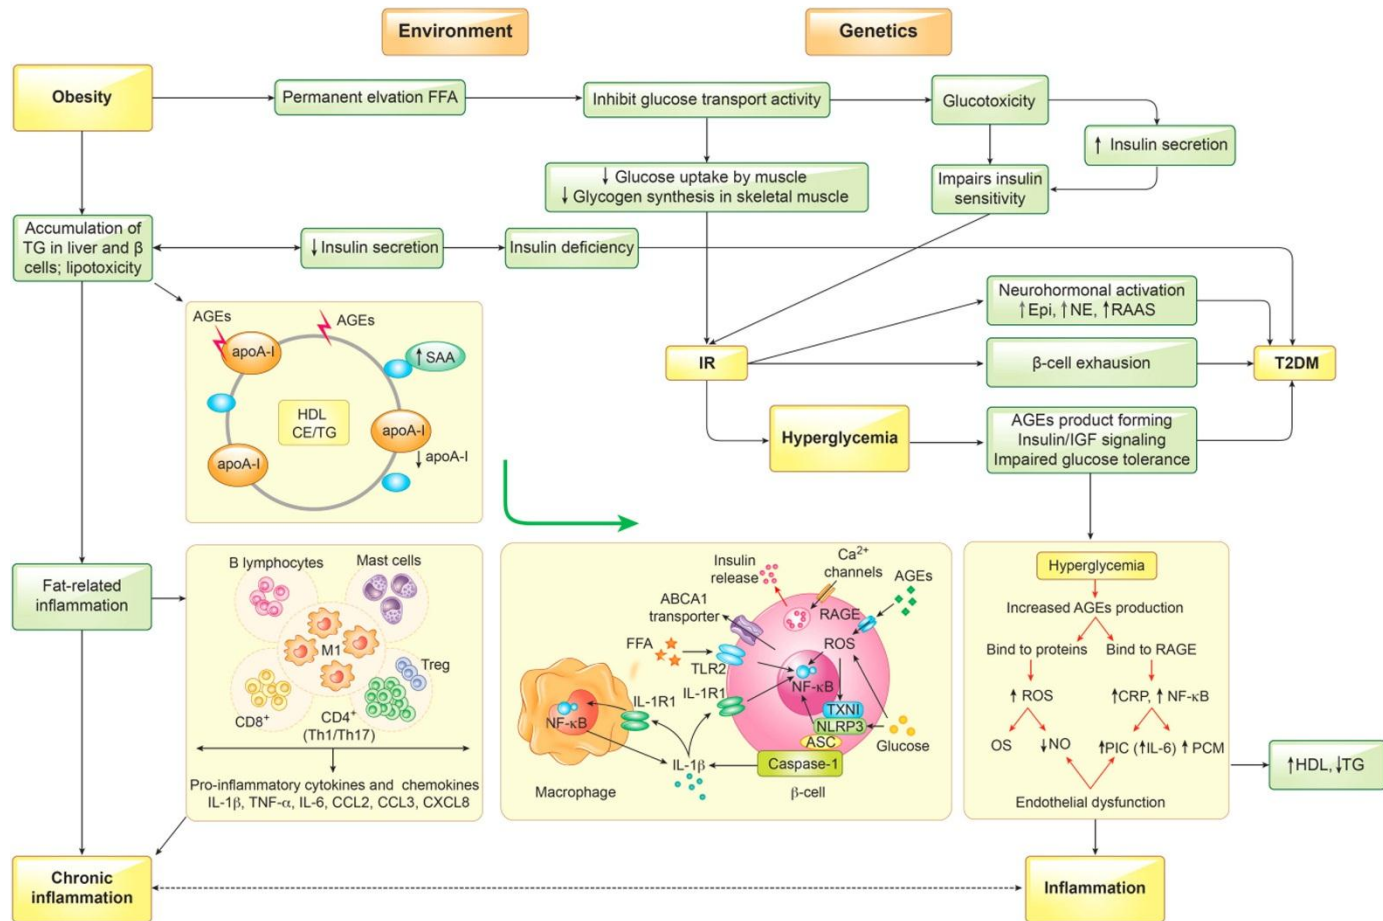 Environment
Genetics
Obesity
Permanent elvation FFA
Inhibit glucose transport activity
Glucotoxicity
↑ Insulin secretion
↓ Glucose uptake by muscle
↓ Glycogen synthesis in skeletal muscle
Impairs insulin
sensitivity
Accumulation of
TG in liver and β
cells; lipotoxicity
↓ Insulin secretion
Insulin deficiency
Neurohormonal activation
↑Epi, ↑NE, ↑RAAS
IR
β-cell exhausion
T2DM
Hyperglycemia
AGEs product forming
Insulin/IGF signaling
Impaired glucose tolerance
AGEs
AGEs
apoA-I
↑ SAA
HDL
CE/TG
apoA-I
↓ apoA-I
apoA-I
Fat-related
inflammation
B lymphocytes
Mast cells
M1
Treg
CD8+
CD4+
(Th1/Th17)
Pro-inflammatory cytokines and chemokines
IL-1β, TNF-α, IL-6, CCL2, CCL3, CXCL8
Insulin
release
Ca2+
channels
AGEs
ABCA1
transporter
RAGE
FFA
ROS
TLR2
NF-κB
IL-1R1
IL-1R1
TXNI
NF-κB
NLRP3
ASC
Glucose
IL-1β
Caspase-1
Macrophage
β-cell
Hyperglycemia
Increased AGEs production
Bind to proteins
Bind to RAGE
↑ ROS
↑CRP, ↑ NF-κB
OS
↓NO
↑PIC (↑IL-6) ↑ PCM
Endothelial dysfunction
↑HDL, ↓TG
Chronic
inflammation
Inflammation